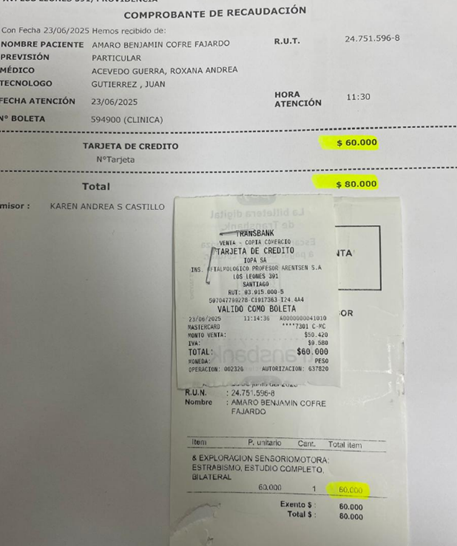 COMPROBANTE DE RECAUDACIÓN
Con Fecha 23/06/2025 Hemos recibido de:
NOMBRE PACIENTE AMARO BENJAMIN COFRE FAJARDO R.U.T. 24.751.596-8
PREVISIÓN PARTICULAR
MÉDICO ACEVEDO GUERRA, ROXANA ANDREA
TECNOLOGO GUTIERREZ , JUAN
FECHA ATENCIÓN 23/06/2025 HORA ATENCIÓN 11:30
Nº BOLETA 594900 (CLINICA)
TARJETA DE CREDITO $ 60.000
NºTarjeta
Total $ 80.000
misor : KAREN ANDREA S CASTILLO
TRANSBANK
VENTA - COPIA COMERCIO
TARJETA DE CREDITO
IOPA SA
INS. OFTALMOLOGICO PROFESOR ARENTSEN S.A
LOS LEONES 391
SANTIAGO
VALIDO COMO BOLETA
23/06/2025 11:14:36
MASTERCARD ****7301 C-MC
MONTO VENTA: $50.420
IVA: $9.580
TOTAL: $60.000
MONEDA: PESO
OPERACION: 002326 AUTORIZACION: 637820
NTA
OR
R.U.N. : 24.751.596-8
Nombre : AMARO BENJAMIN COFRE
FAJARDO
Item P. unitario Cant. Total item
& EXPLORACION SENSORIOMOTORA:
ESTRABISMO, ESTUDIO COMPLETO,
BILATERAL
60.000 1 60.000
Exento $ : 60.000
Total $ : 60.000